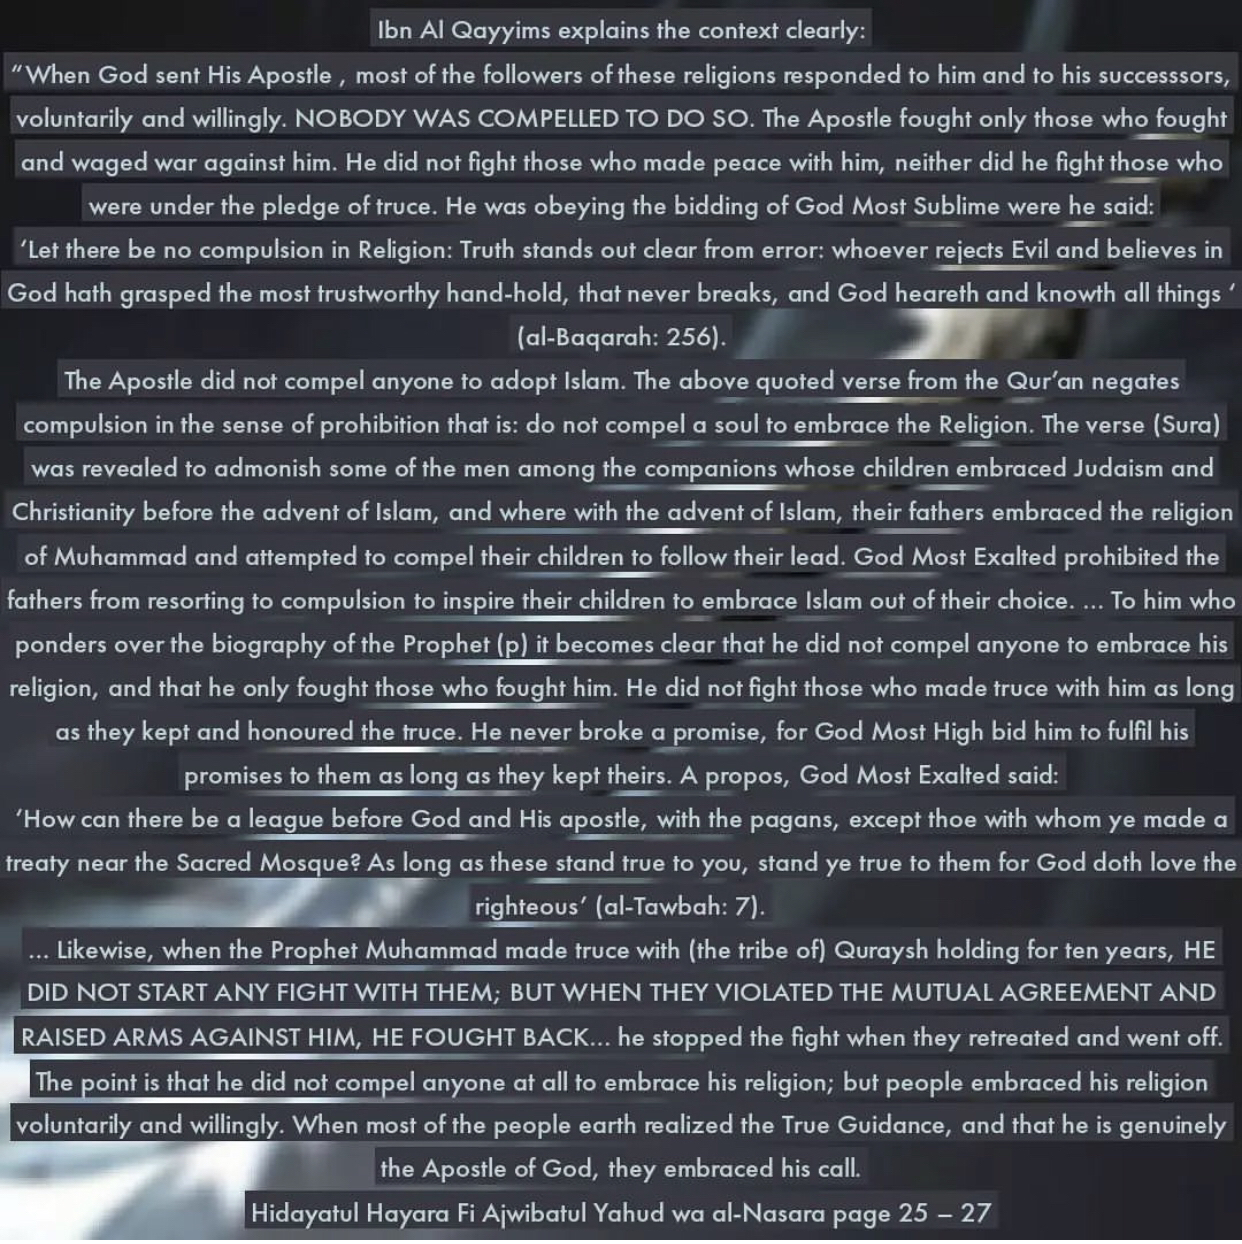 Ibn Al Qayyims explains the context clearly:
“When God sent His Apostle , most of the followers of these religions responded to him and to his successsors,
voluntarily and willingly. NOBODY WAS COMPELLED TO DO SO. The Apostle fought only those who fought
and waged war against him. He did not fight those who made peace with him, neither did he fight those who
were under the pledge of truce. He was obeying the bidding of God Most Sublime were he said:
‘Let there be no compulsion in Religion: Truth stands out clear from error: whoever rejects Evil and believes in
God hath grasped the most trustworthy hand-hold, that never breaks, and God heareth and knowth all things ‘
(al-Baqarah: 256).
The Apostle did not compel anyone to adopt Islam. The above quoted verse from the Qur’an negates
compulsion in the sense of prohibition that is: do not compel a soul to embrace the Religion. The verse (Sura)
was revealed to admonish some of the men among the companions whose children embraced Judaism and
Christianity before the advent of Islam, and where with the advent of Islam, their fathers embraced the religion
of Muhammad and attempted to compel their children to follow their lead. God Most Exalted prohibited the
fathers from resorting to compulsion to inspire their children to embrace Islam out of their choice. … To him who
ponders over the biography of the Prophet (p) it becomes clear that he did not compel anyone to embrace his
religion, and that he only fought those who fought him. He did not fight those who made truce with him as long
as they kept and honoured the truce. He never broke a promise, for God Most High bid him to fulfil his
promises to them as long as they kept theirs. A propos, God Most Exalted said:
‘How can there be a league before God and His apostle, with the pagans, except thoe with whom ye made a
treaty near the Sacred Mosque? As long as these stand true to you, stand ye true to them for God doth love the
righteous’ (al-Tawbah: 7).
… Likewise, when the Prophet Muhammad made truce with (the tribe of) Quraysh holding for ten years, HE
DID NOT START ANY FIGHT WITH THEM; BUT WHEN THEY VIOLATED THE MUTUAL AGREEMENT AND
RAISED ARMS AGAINST HIM, HE FOUGHT BACK… he stopped the fight when they retreated and went off.
The point is that he did not compel anyone at all to embrace his religion; but people embraced his religion
voluntarily and willingly. When most of the people earth realized the True Guidance, and that he is genuinely
the Apostle of God, they embraced his call.
Hidayatul Hayara Fi Ajwibatul Yahud wa al-Nasara page 25 – 27